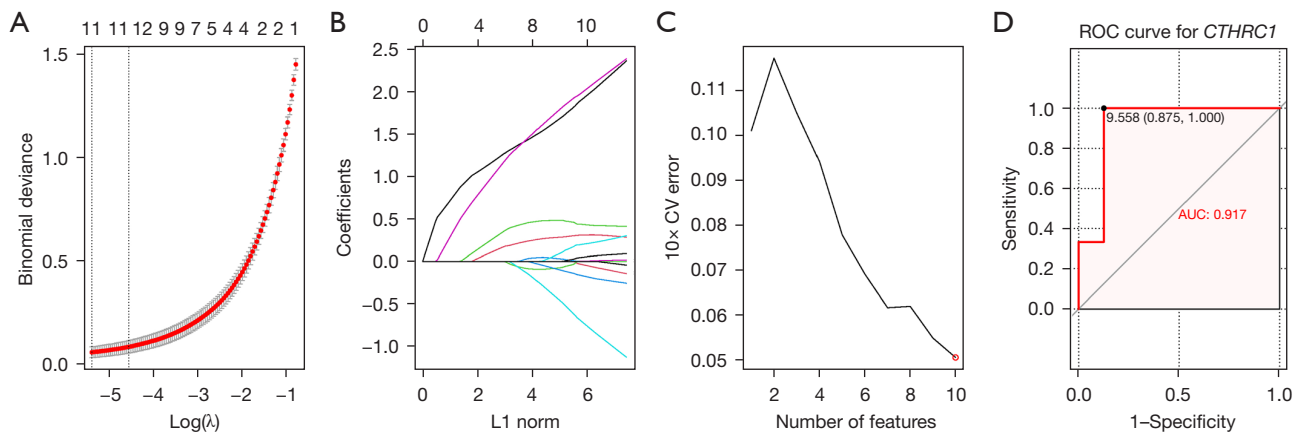 A
11 11 12 9 9 7 5 4 4 2 2 1
1.5
1.0
0.5
0.0
Binomial deviance
−5 −4 −3 −2 −1
Log(λ)
B
0 4 8 10
2.5
2.0
1.5
1.0
0.5
0.0
−0.5
−1.0
Coefficients
0 2 4 6
L1 norm
C
0.11
0.10
0.09
0.08
0.07
0.06
0.05
10× CV error
2 4 6 8 10
Number of features
D
ROC curve for CTHRC1
1.0
0.8
0.6
0.4
0.2
0.0
Sensitivity
9.558 (0.875, 1.000)
AUC: 0.917
0.0 0.5 1.0
1−Specificity